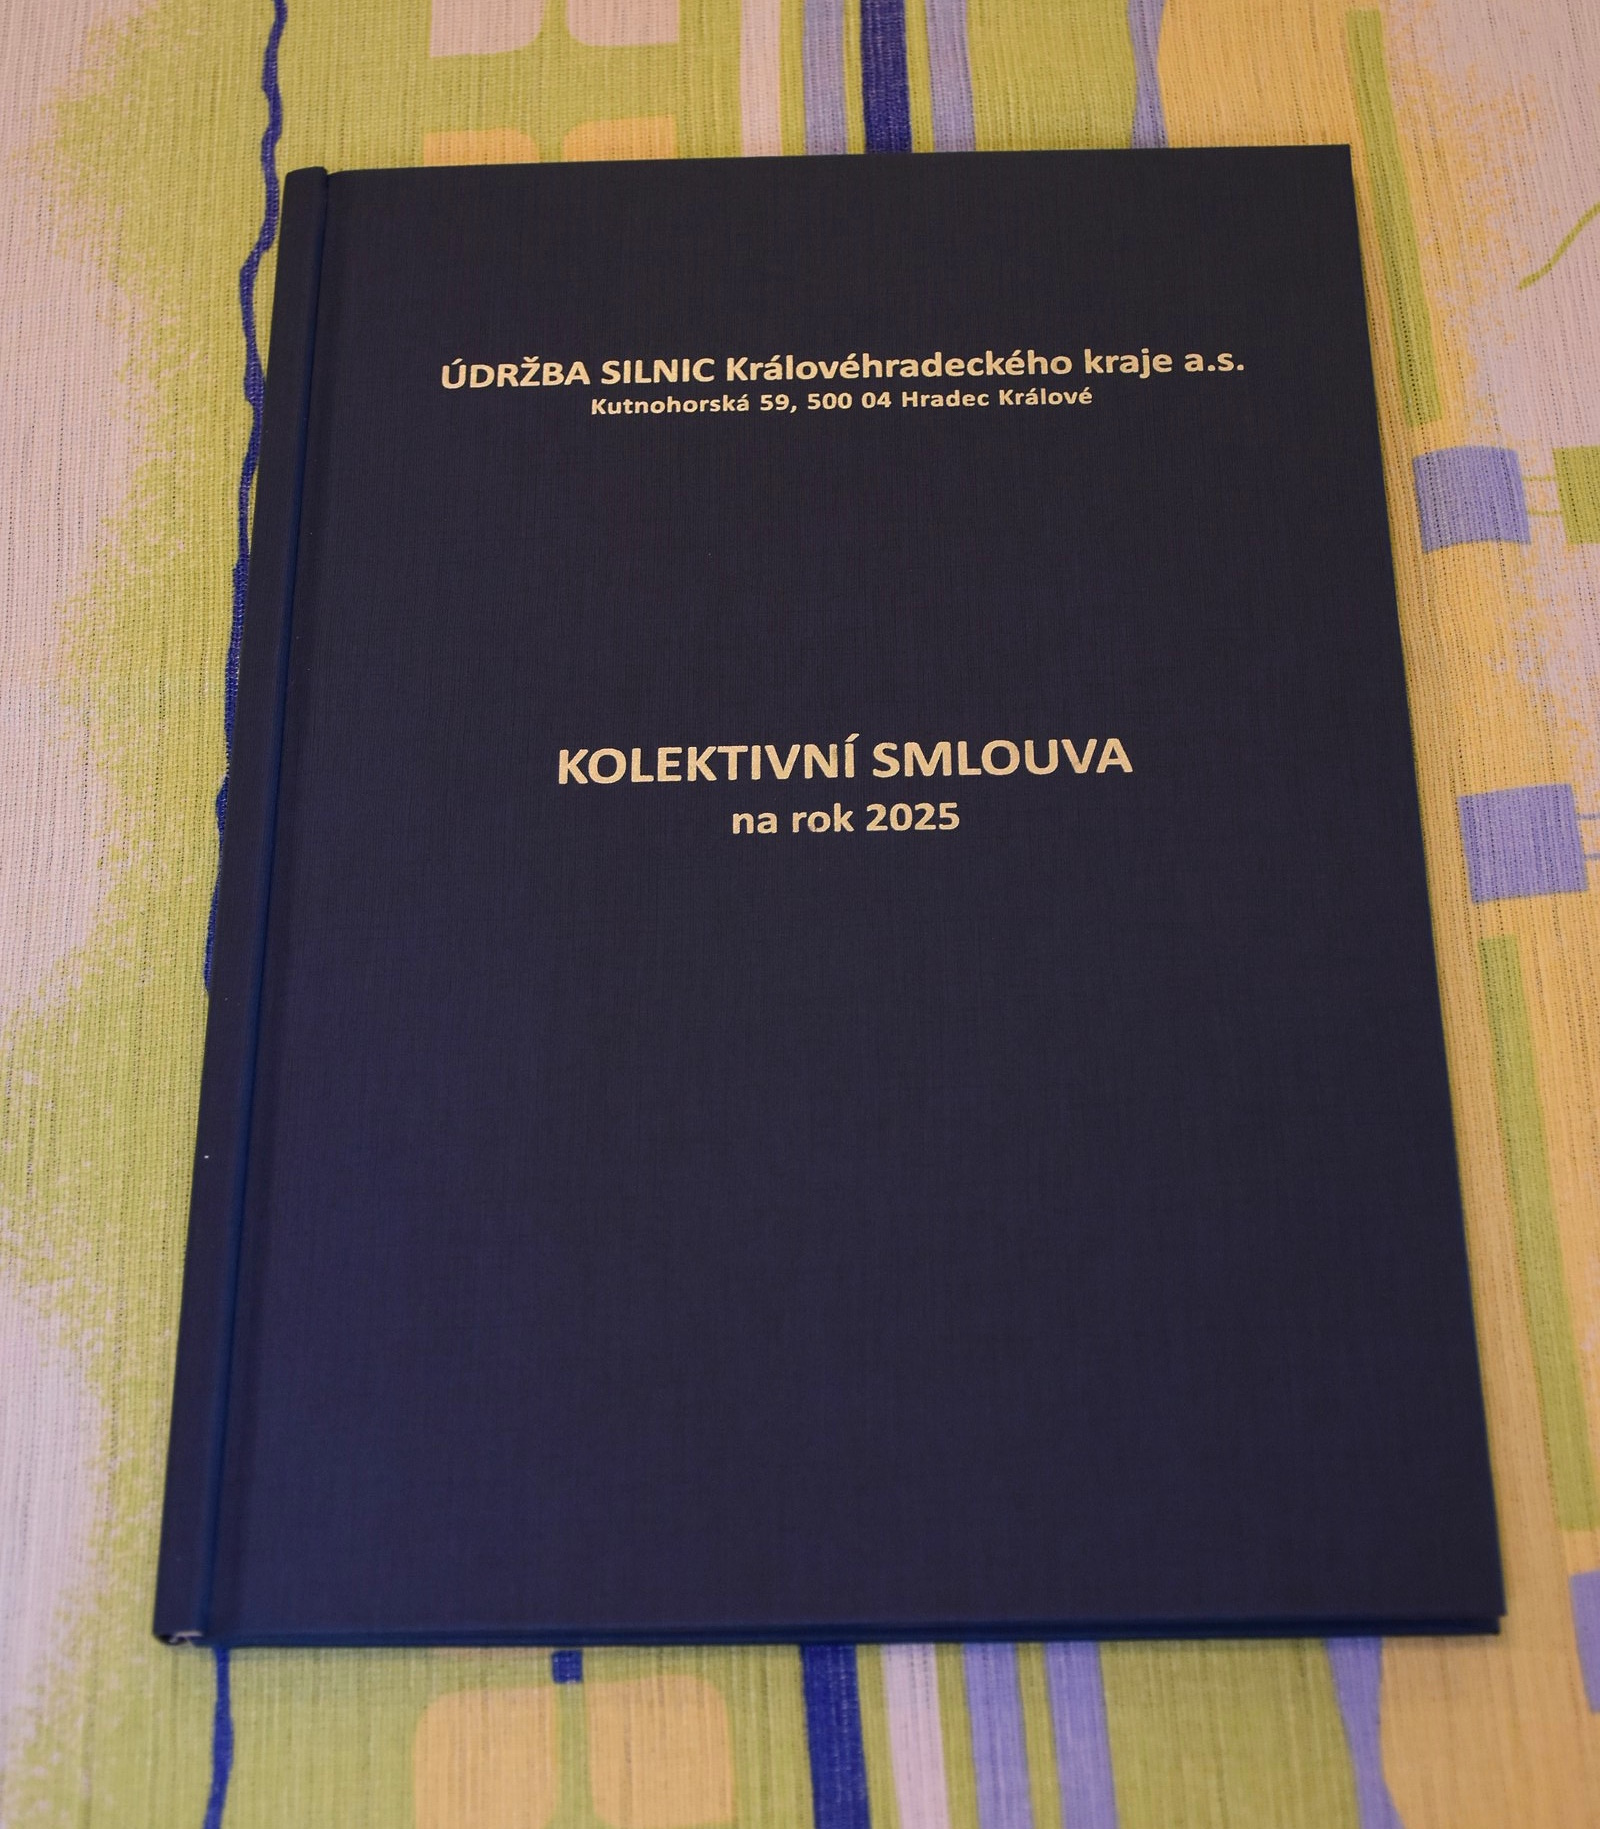 ÚDRŽBA SILNIC Královéhradeckého kraje a.s.
Kutnohorská 59, 500 04 Hradec Králové
KOLEKTIVNÍ SMLOUVA
na rok 2025